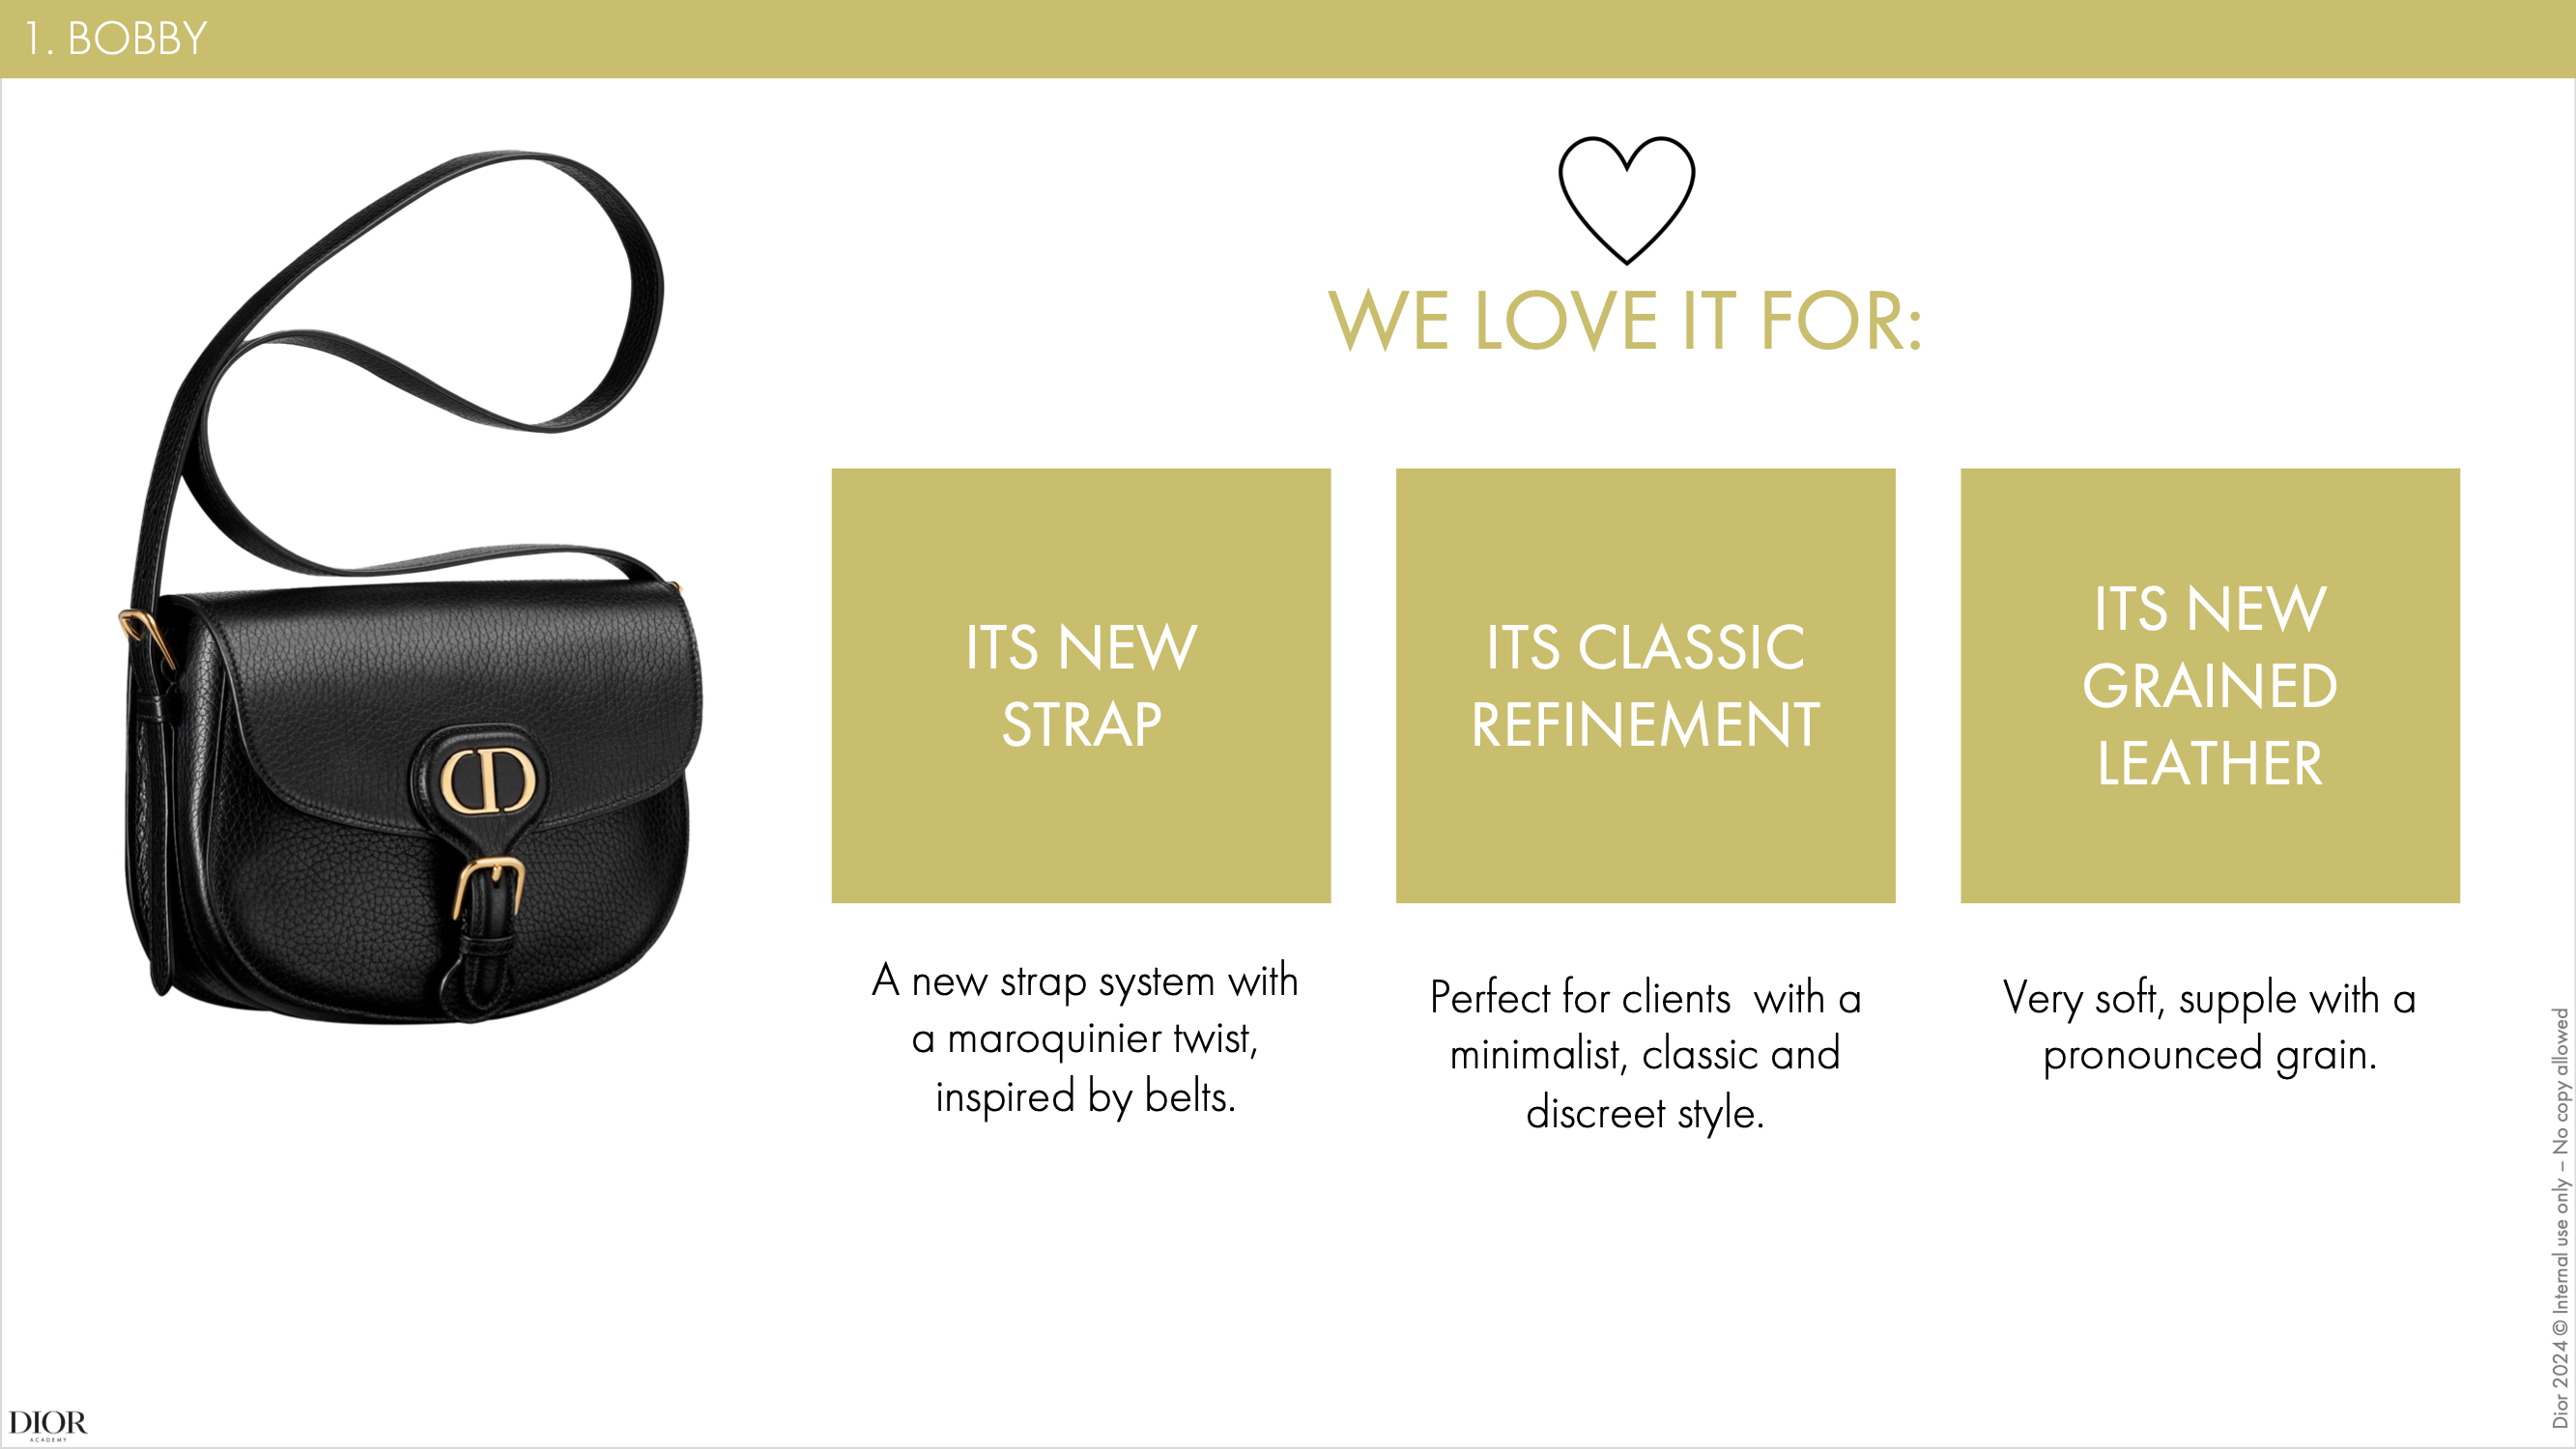 1. BOBBY
WE LOVE IT FOR:
ITS NEW
STRAP
A new strap system with
a maroquinier twist,
inspired by belts.
ITS CLASSIC
REFINEMENT
Perfect for clients  with a
minimalist, classic and
discreet style.
ITS NEW
GRAINED
LEATHER
Very soft, supple with a
pronounced grain.
CD
Dior 2024 © Internal use only – No copy allowed
DIOR
ACADEMY